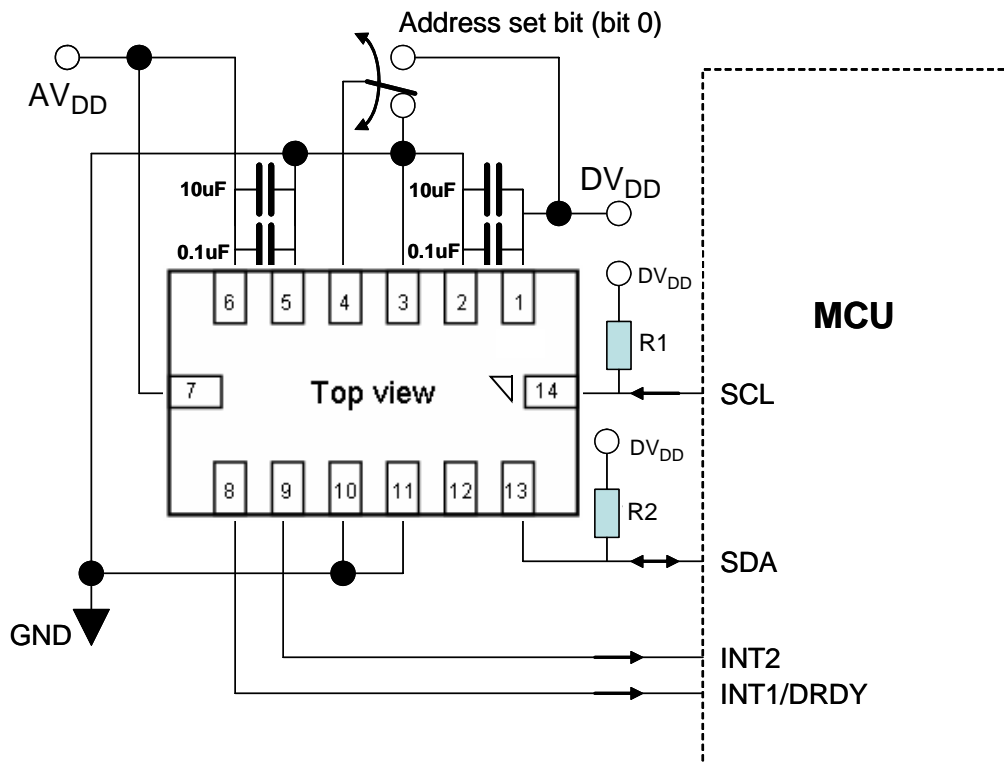 Address set bit (bit 0)
AVDD
10uF
10uF
DVDD
0.1uF
0.1uF
6
5
4
3
2
1
DVDD
R1
MCU
7
Top view
14
SCL
DVDD
8
9
10
11
12
13
R2
SDA
GND
INT2
INT1/DRDY